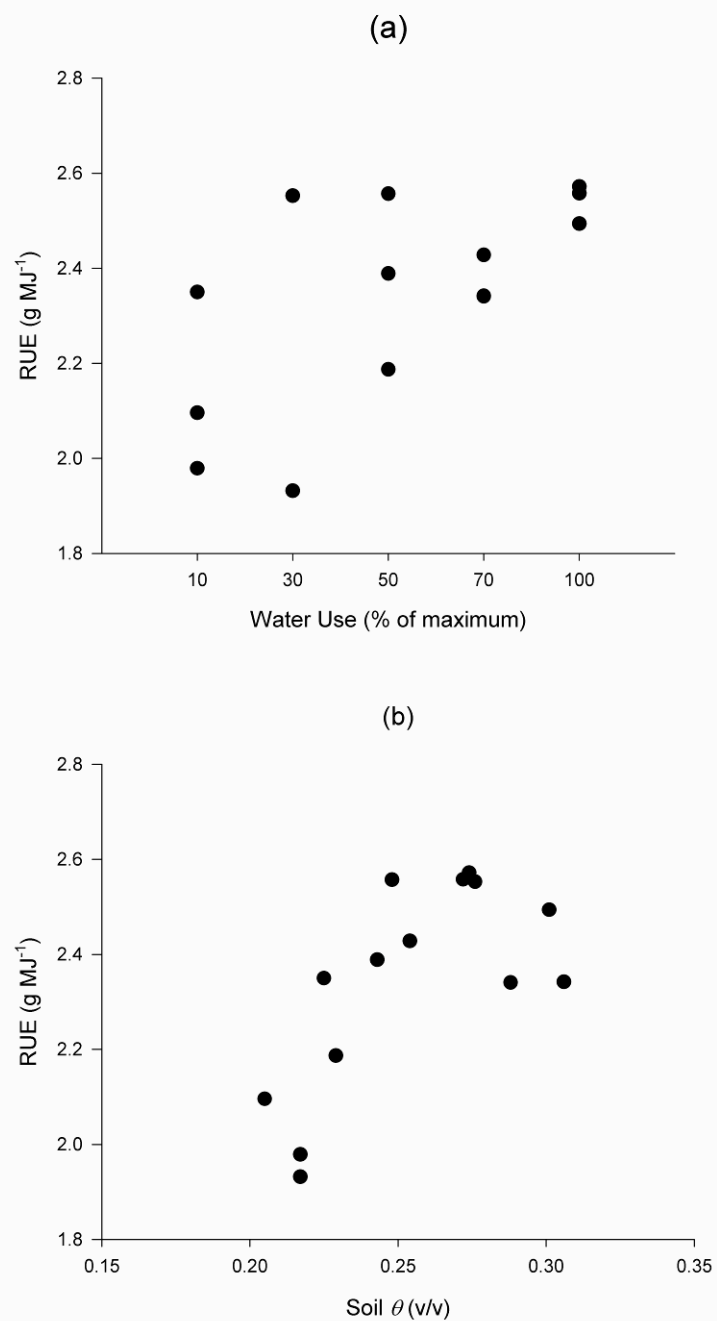 (a)
2.8
2.6
2.4
2.2
2.0
1.8
RUE (g MJ⁻¹)
10 30 50 70 100
Water Use (% of maximum)
(b)
2.8
2.6
2.4
2.2
2.0
1.8
RUE (g MJ⁻¹)
0.15 0.20 0.25 0.30 0.35
Soil θ (v/v)